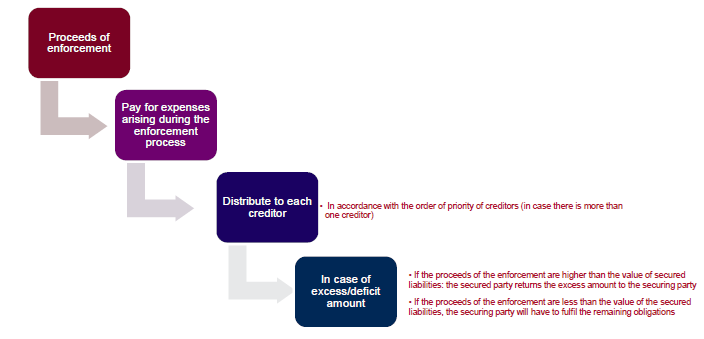 Proceeds of
enforcement
Pay for expenses
arising during the
enforcement
process
Distribute to each
creditor
• In accordance with the order of priority of creditors (in case there is more than
one creditor)
In case of
excess/deficit
amount
• If the proceeds of the enforcement are higher than the value of secured
liabilities: the secured party returns the excess amount to the securing party
• If the proceeds of the enforcement are less than the value of the secured
liabilities, the securing party will have to fulfil the remaining obligations